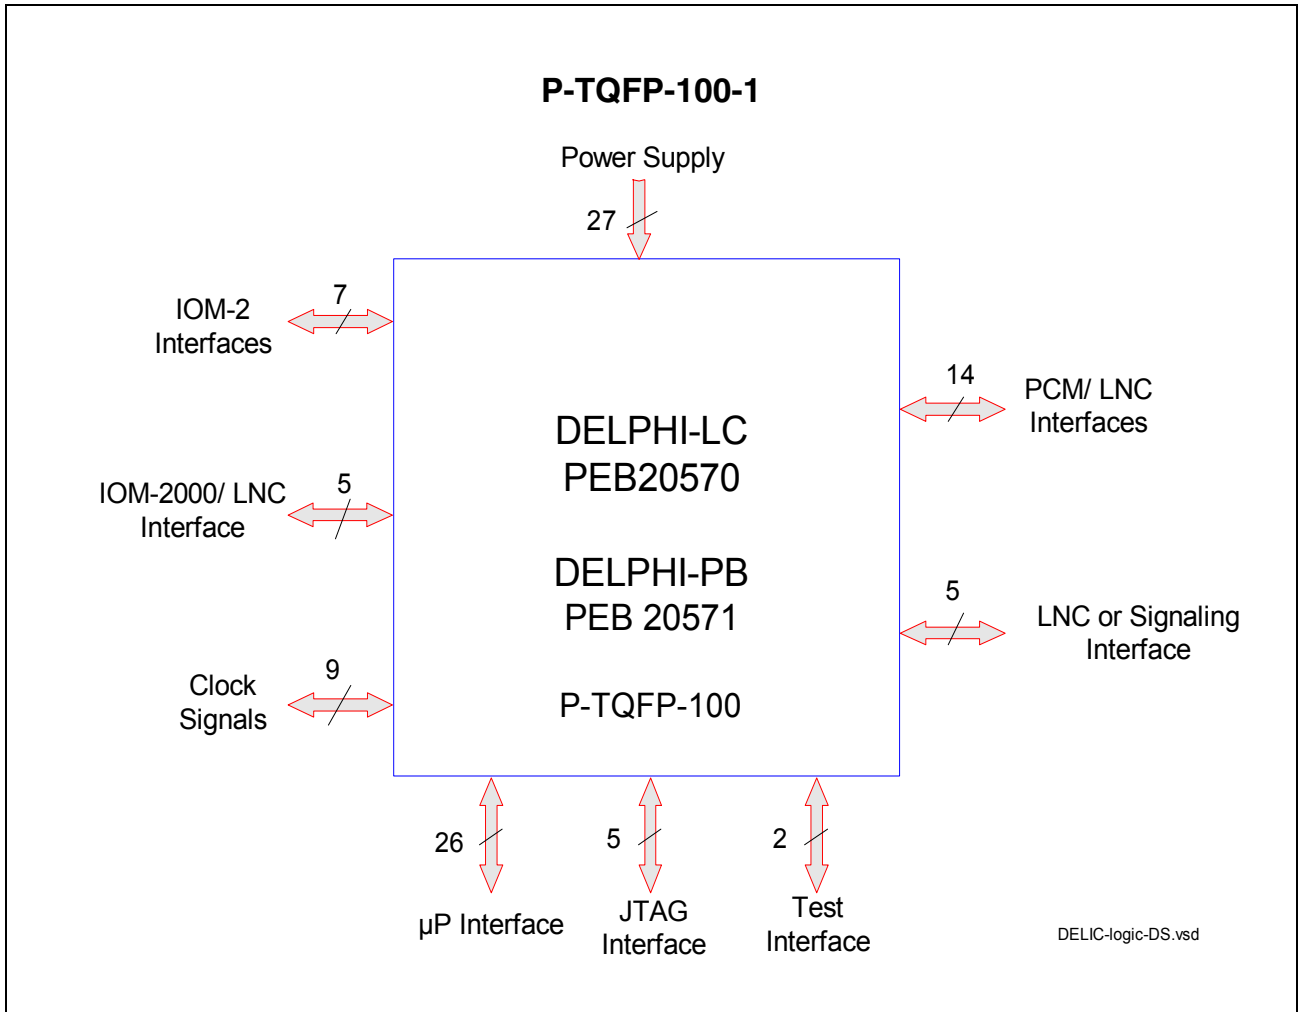 P-TQFP-100-1
Power Supply
27
IOM-2
Interfaces
7
IOM-2000/ LNC
Interface
5
Clock
Signals
9
DELPHI-LC
PEB20570
DELPHI-PB
PEB 20571
P-TQFP-100
14
PCM/ LNC
Interfaces
5
LNC or Signaling
Interface
26
µP Interface
5
JTAG
Interface
2
Test
Interface
DELIC-logic-DS.vsd